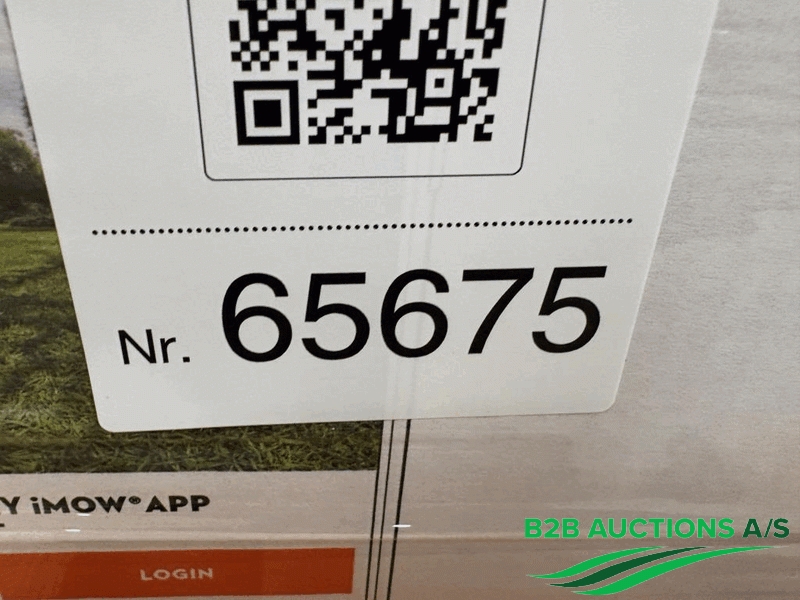 Nr. 65675
Y iMOW® APP
LOGIN
B2B AUCTIONS A/S